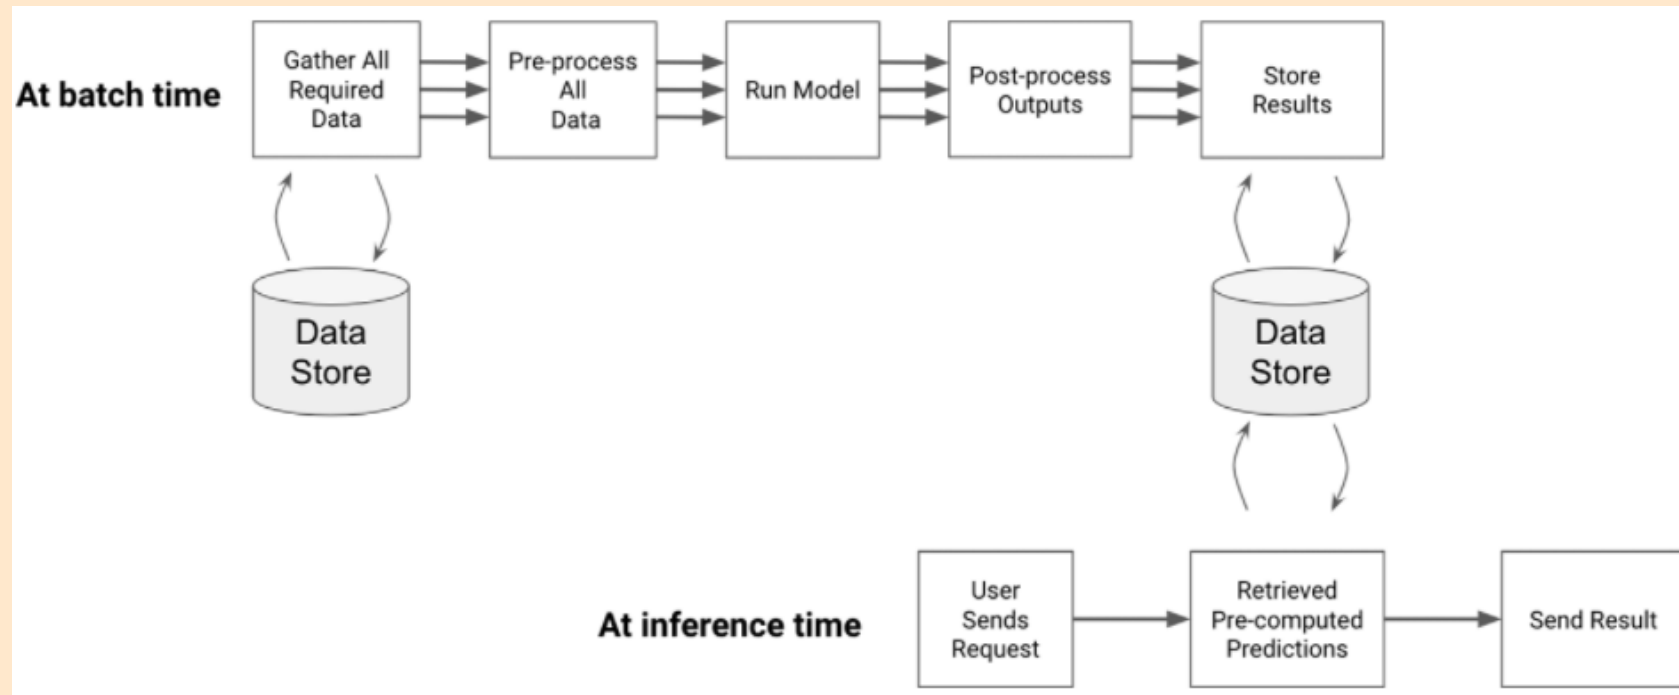 At batch time
Gather All
Required
Data
Pre-process
All
Data
Run Model
Post-process
Outputs
Store
Results
Data
Store
Data
Store
At inference time
User
Sends
Request
Retrieved
Pre-computed
Predictions
Send Result